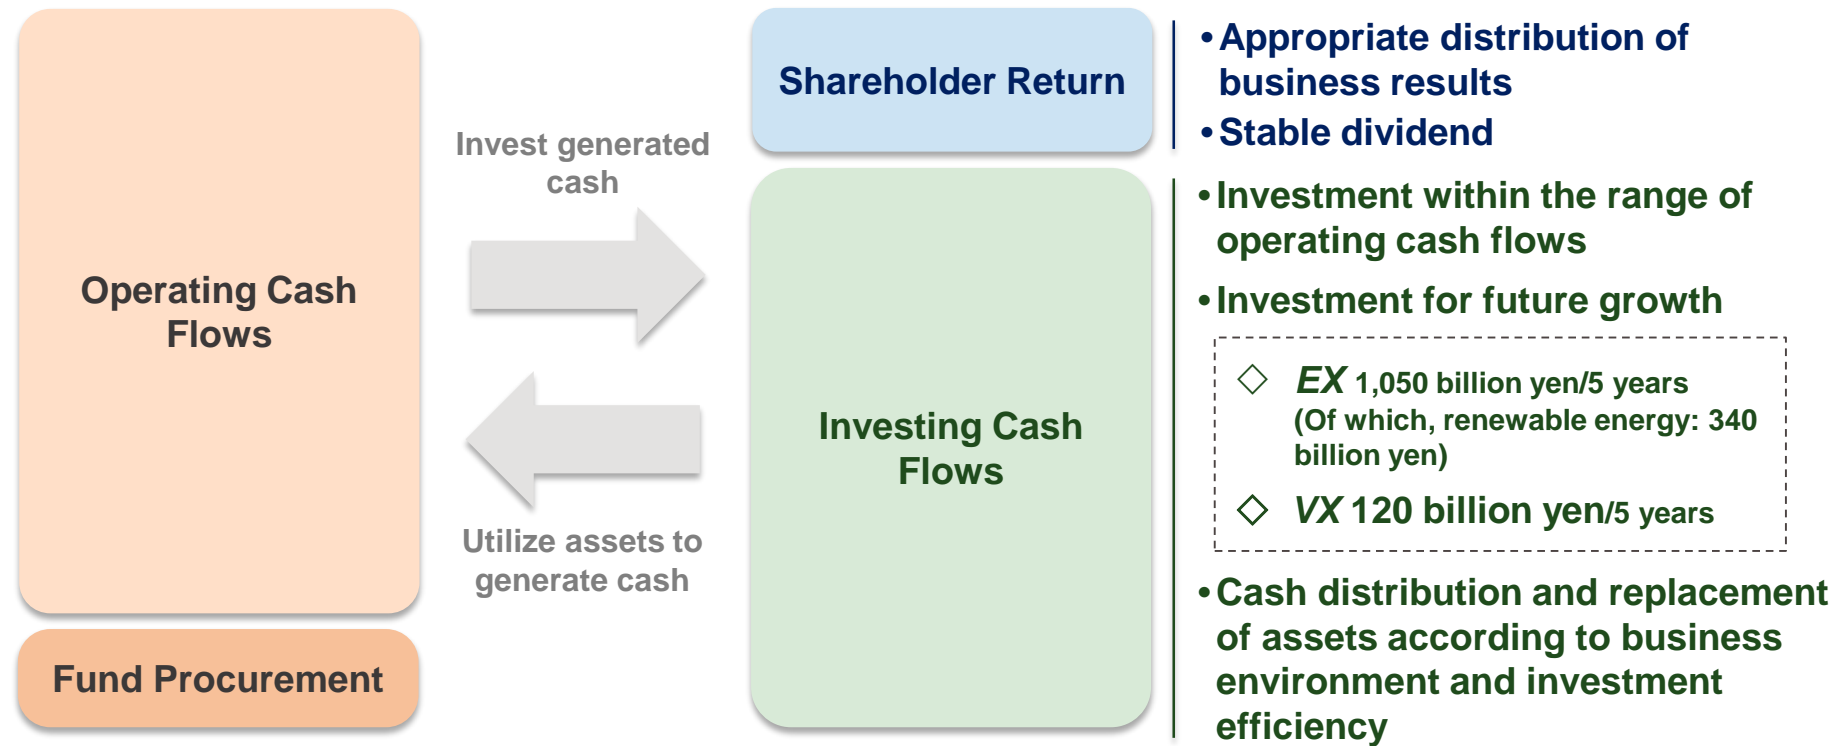 Operating Cash
Flows
Fund Procurement
Invest generated
cash
Utilize assets to
generate cash
Shareholder Return
Investing Cash
Flows
•Appropriate distribution of
business results
•Stable dividend
•Investment within the range of
operating cash flows
•Investment for future growth
◇ EX 1,050 billion yen/5 years
(Of which, renewable energy: 340
billion yen)
◇ VX 120 billion yen/5 years
•Cash distribution and replacement
of assets according to business
environment and investment
efficiency